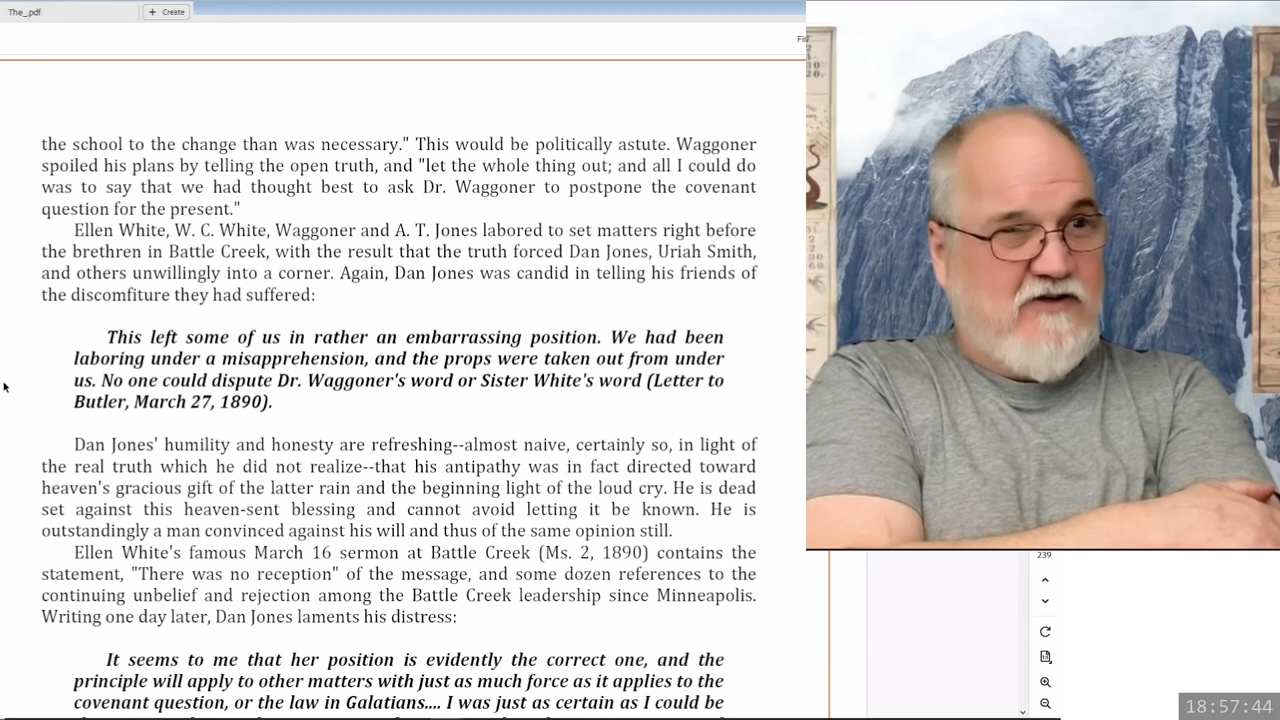 The_.pdf
+ Create
the school to the change than was necessary." This would be politically astute. Waggoner
spoiled his plans by telling the open truth, and "let the whole thing out; and all I could do
was to say that we had thought best to ask Dr. Waggoner to postpone the covenant
question for the present."
Ellen White, W. C. White, Waggoner and A. T. Jones labored to set matters right before
the brethren in Battle Creek, with the result that the truth forced Dan Jones, Uriah Smith,
and others unwillingly into a corner. Again, Dan Jones was candid in telling his friends of
the discomfiture they had suffered:
This left some of us in rather an embarrassing position. We had been
laboring under a misapprehension, and the props were taken out from under
us. No one could dispute Dr. Waggoner's word or Sister White's word (Letter to
Butler, March 27, 1890).
Dan Jones' humility and honesty are refreshing--almost naive, certainly so, in light of
the real truth which he did not realize--that his antipathy was in fact directed toward
heaven's gracious gift of the latter rain and the beginning light of the loud cry. He is dead
set against this heaven-sent blessing and cannot avoid letting it be known. He is
outstandingly a man convinced against his will and thus of the same opinion still.
Ellen White's famous March 16 sermon at Battle Creek (Ms. 2, 1890) contains the
statement, "There was no reception" of the message, and some dozen references to the
continuing unbelief and rejection among the Battle Creek leadership since Minneapolis.
Writing one day later, Dan Jones laments his distress:
It seems to me that her position is evidently the correct one, and the
principle will apply to other matters with just as much force as it applies to the
covenant question, or the law in Galatians.... I was just as certain as I could be
239
18:57:44